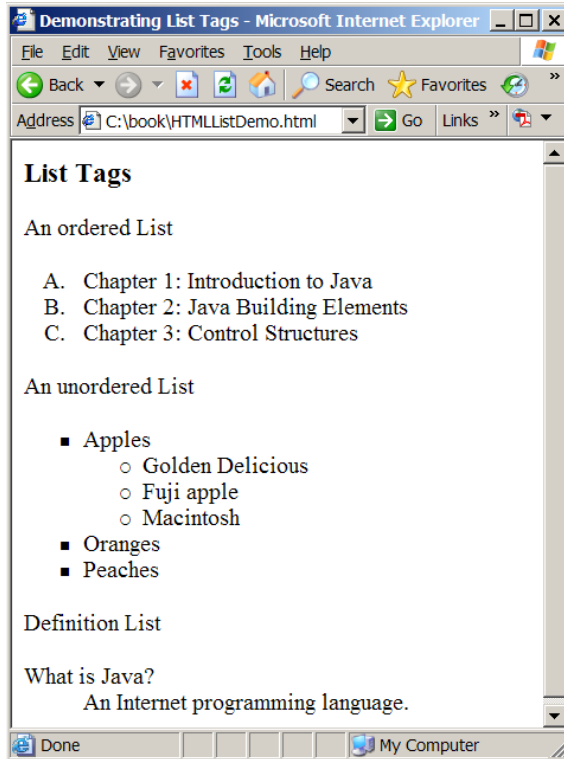 Demonstrating List Tags - Microsoft Internet Explorer
File Edit View Favorites Tools Help
Back Search Favorites »
Address C:\book\HTMLListDemo.html Go Links »
List Tags
An ordered List
A. Chapter 1: Introduction to Java
B. Chapter 2: Java Building Elements
C. Chapter 3: Control Structures
An unordered List
▪ Apples
○ Golden Delicious
○ Fuji apple
○ Macintosh
▪ Oranges
▪ Peaches
Definition List
What is Java?
An Internet programming language.
Done My Computer